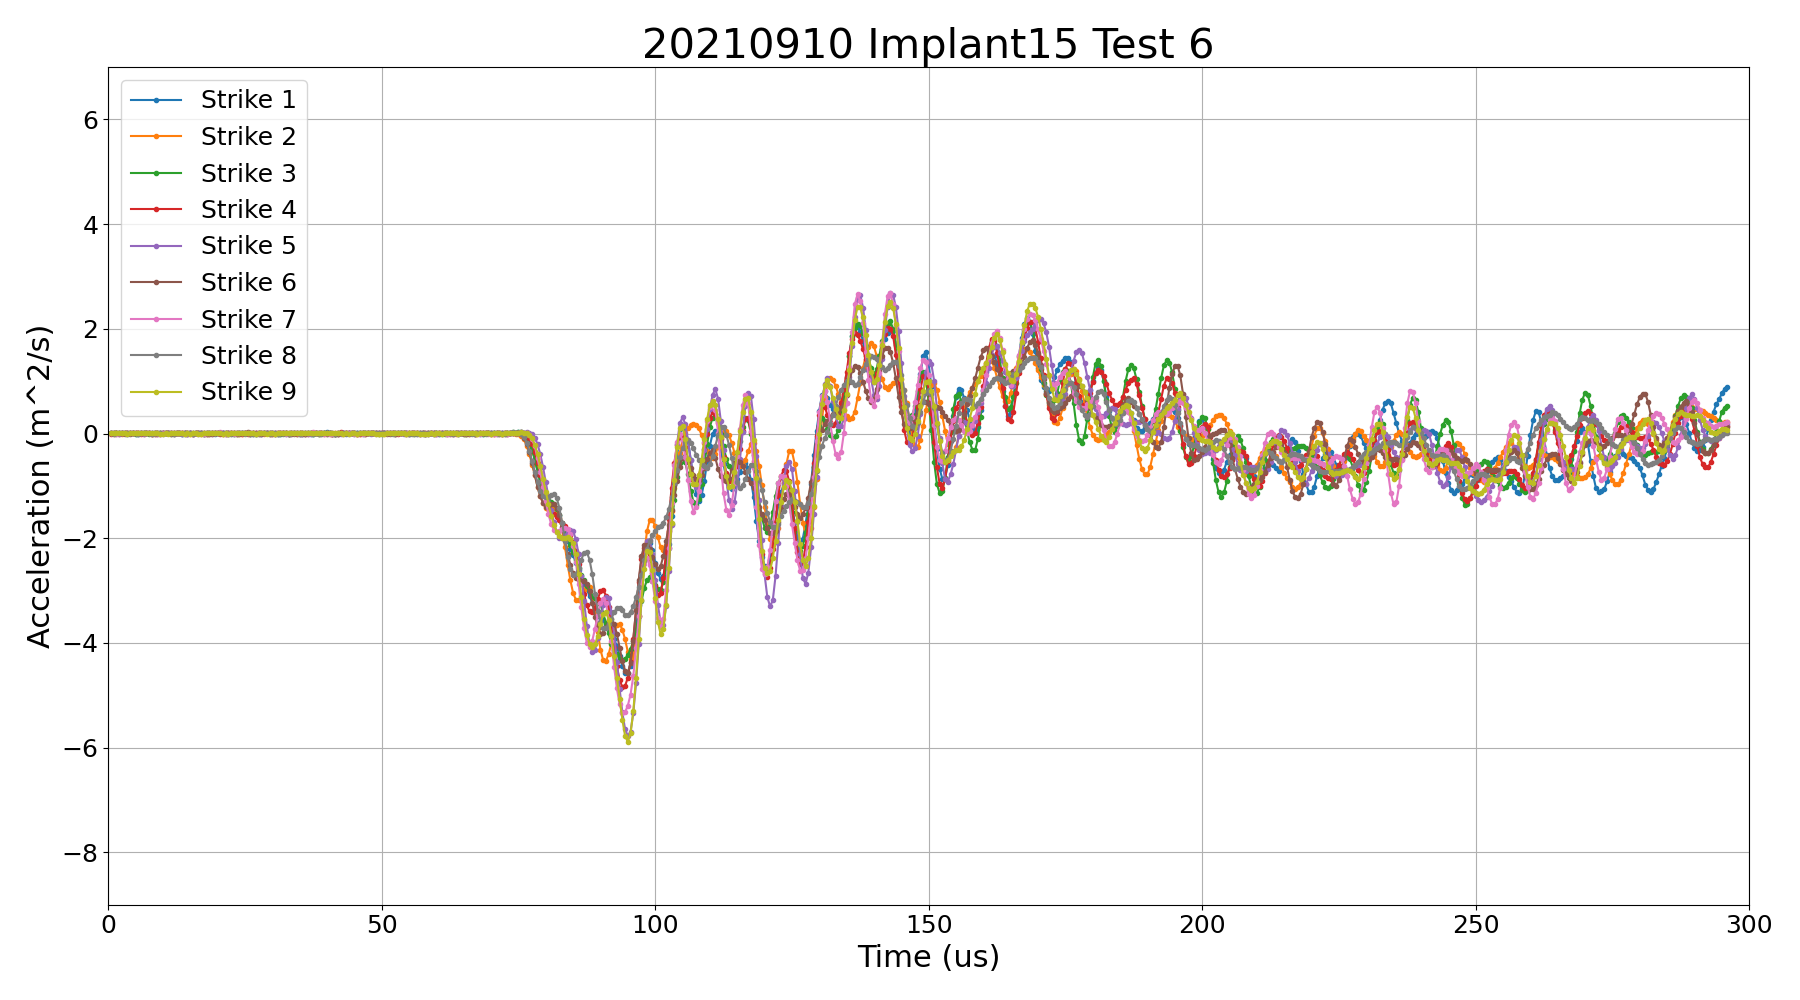 20210910 Implant15 Test 6
Strike 1
Strike 2
Strike 3
Strike 4
Strike 5
Strike 6
Strike 7
Strike 8
Strike 9
6
4
2
0
−2
−4
−6
−8
Acceleration (m^2/s)
0 50 100 150 200 250 300
Time (us)